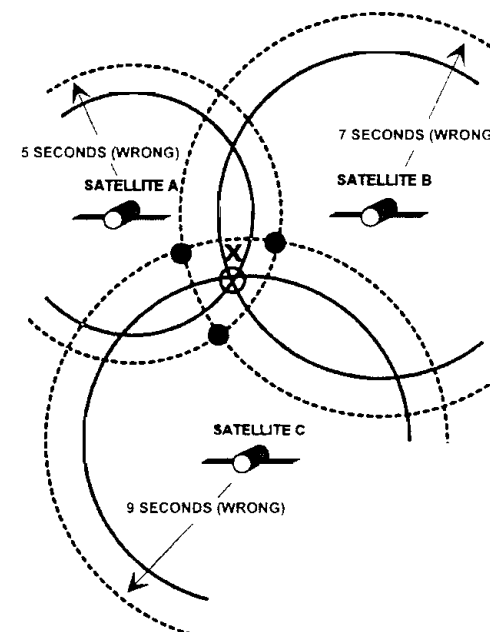 7 SECONDS (WRONG
5 SECONDS (WRONG)
SATELLITE A
SATELLITE B
X
SATELLITE C
9 SECONDS (WRONG)